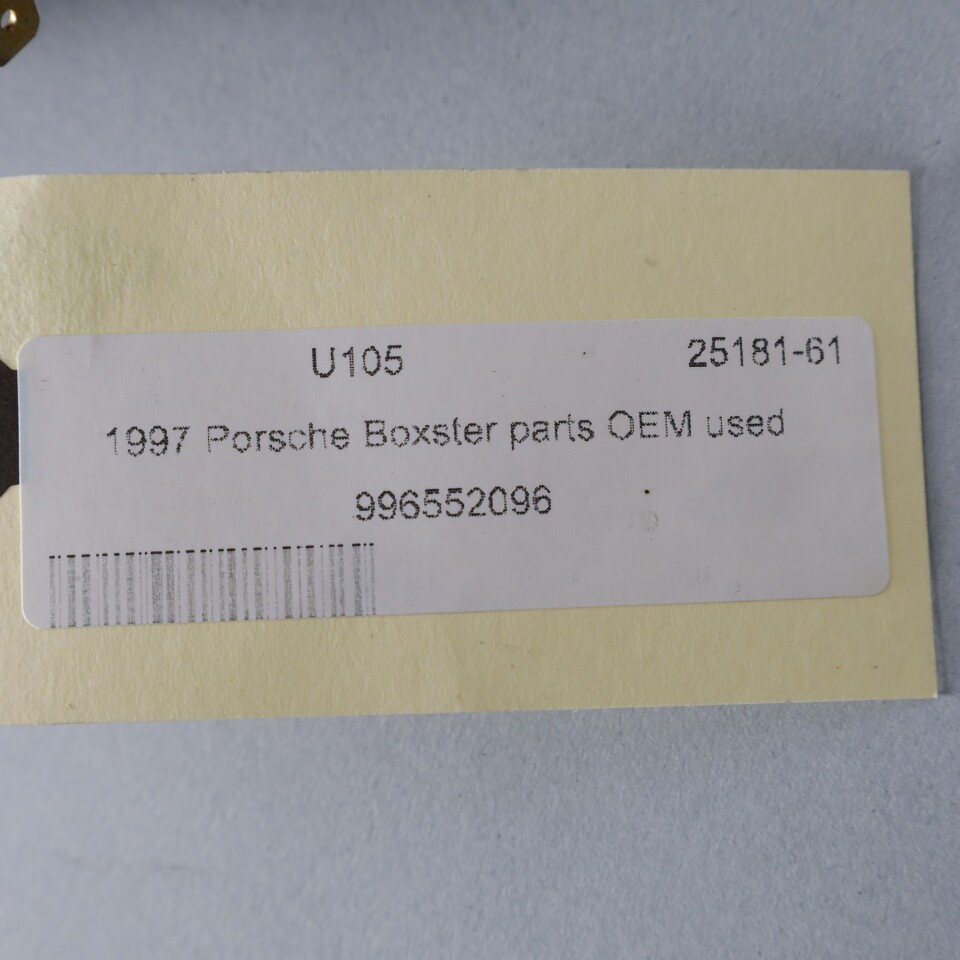 U105 25181-61
1997 Porsche Boxster parts OEM used
996552096